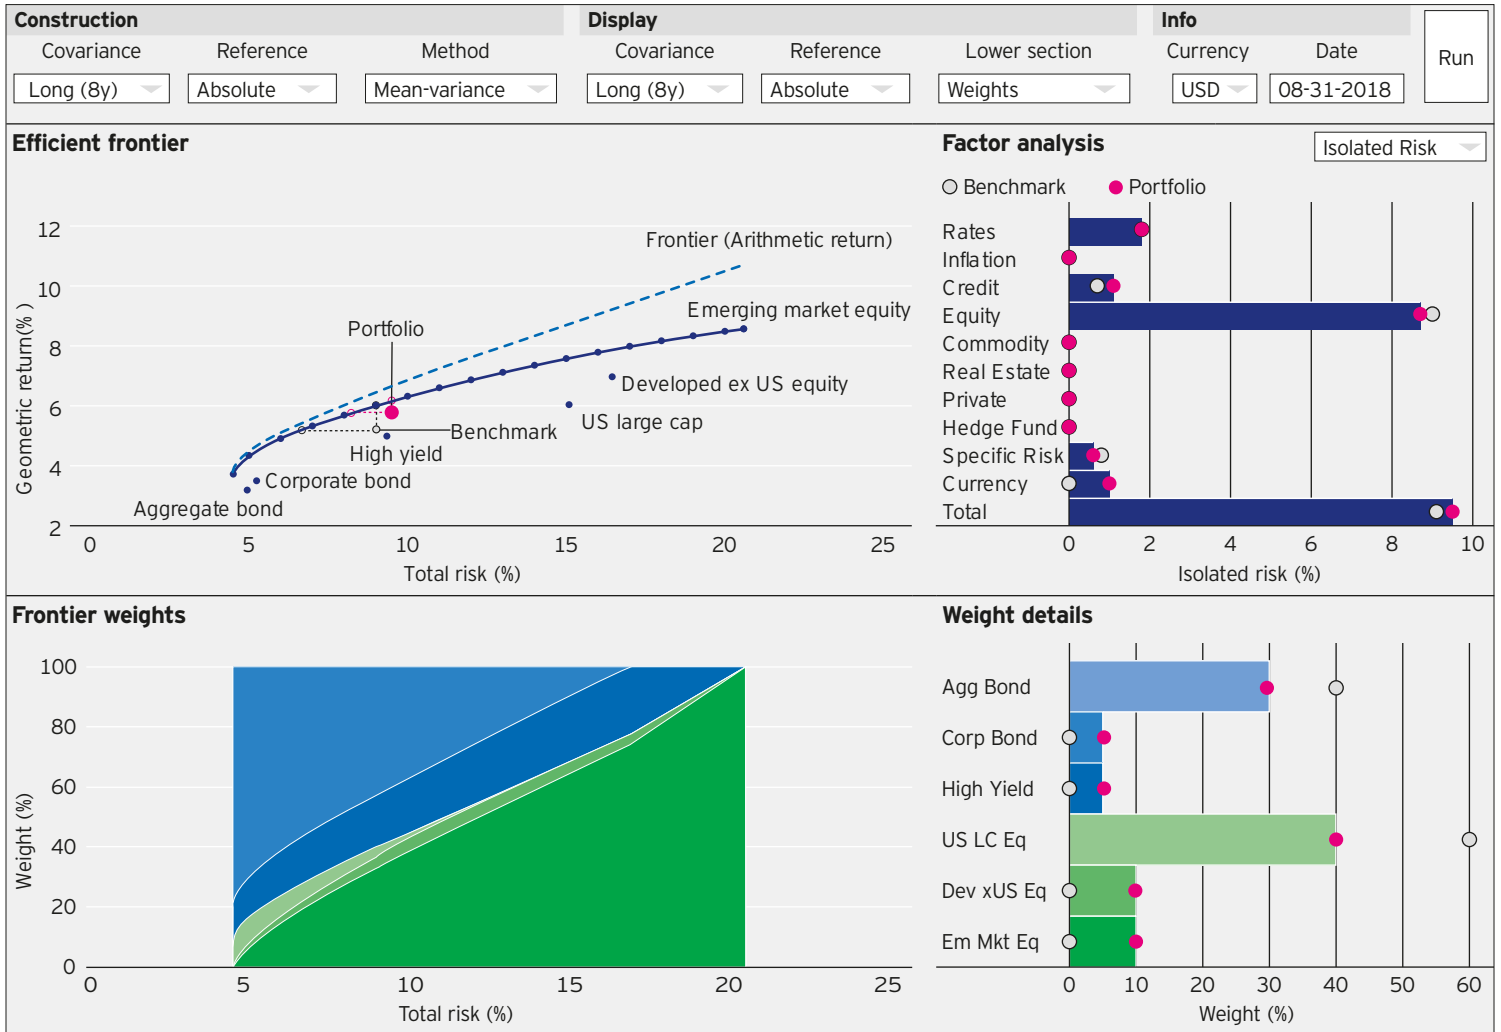 Construction
Display
Info
Covariance
Reference
Method
Covariance
Reference
Lower section
Currency
Date
Run
Long (8y)
Absolute
Mean-variance
Long (8y)
Absolute
Weights
USD
08-31-2018
Efficient frontier
12
10
8
6
4
2
Geometric return(% )
Frontier (Arithmetic return)
Emerging market equity
Portfolio
Developed ex US equity
US large cap
Benchmark
High yield
Corporate bond
Aggregate bond
0
5
10
15
20
25
Total risk (%)
Factor analysis
Isolated Risk
Benchmark
Portfolio
Rates
Inflation
Credit
Equity
Commodity
Real Estate
Private
Hedge Fund
Specific Risk
Currency
Total
0
2
4
6
8
10
Isolated risk (%)
Frontier weights
100
80
60
40
20
0
Weight (%)
0
5
10
15
20
25
Total risk (%)
Weight details
Agg Bond
Corp Bond
High Yield
US LC Eq
Dev xUS Eq
Em Mkt Eq
0
10
20
30
40
50
60
Weight (%)